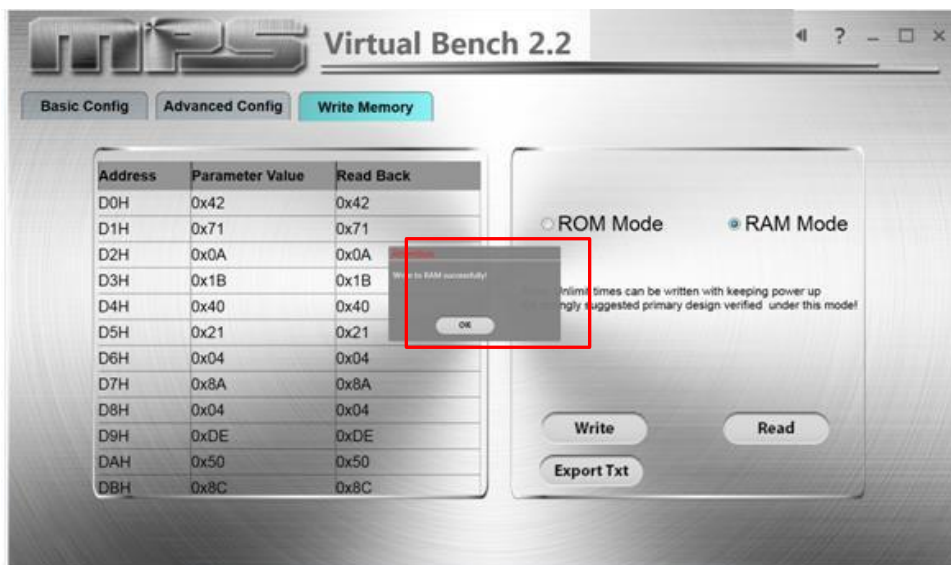 MPS Virtual Bench 2.2
?
Basic Config Advanced Config Write Memory
Address Parameter Value Read Back
D0H 0x42 0x42
D1H 0x71 0x71
D2H 0x0A 0x0A
D3H 0x1B 0x1B
D4H 0x40 0x40
D5H 0x21 0x21
D6H 0x04 0x04
D7H 0x8A 0x8A
D8H 0x04 0x04
D9H 0xDE 0xDE
DAH 0x50 0x50
DBH 0x8C 0x8C
Write to RAM successfully!
OK
ROM Mode RAM Mode
times can be written with keeping power up
suggested primary design verified under this mode!
Write Read
Export Txt